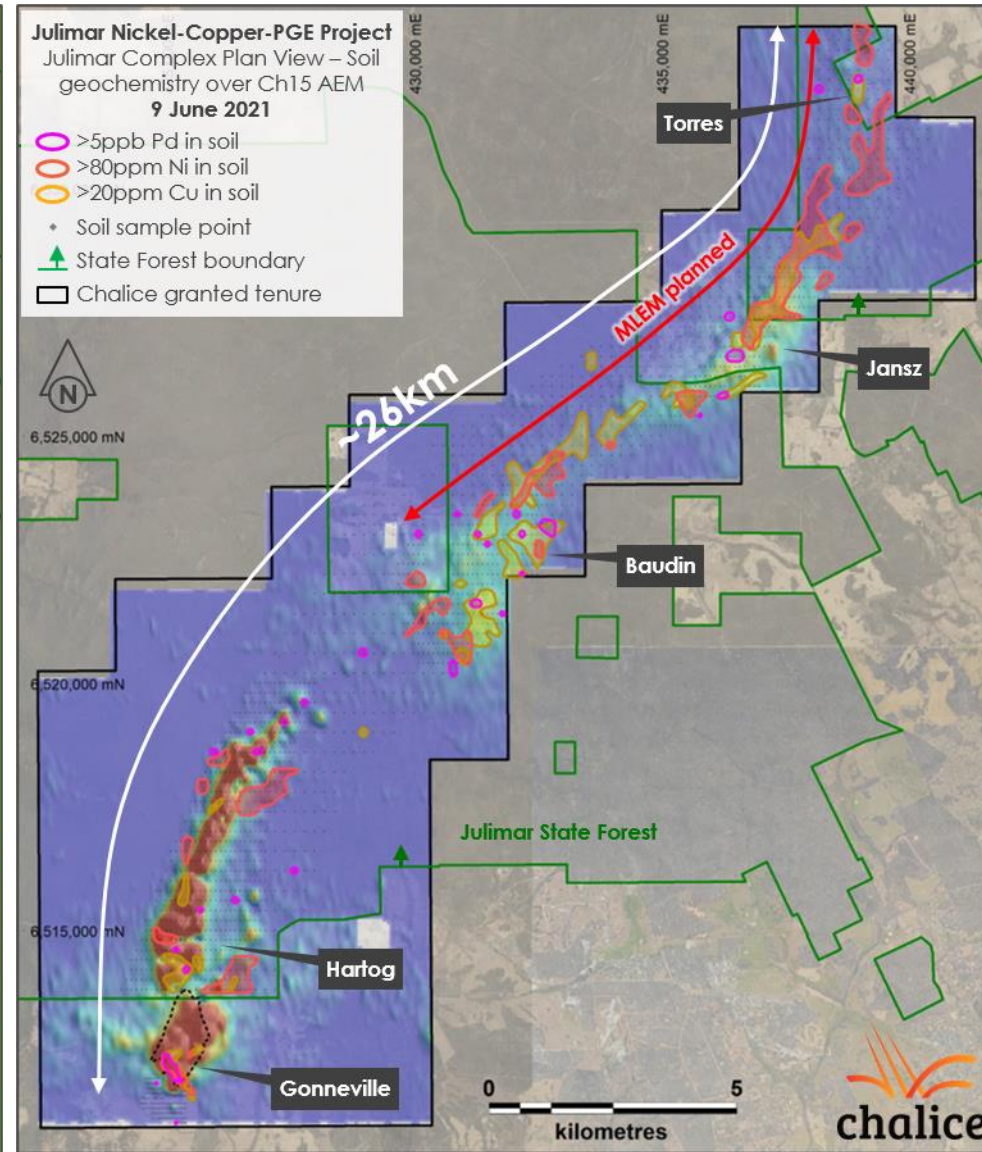 Julimar Nickel-Copper-PGE Project
Julimar Complex Plan View – Soil
geochemistry over Ch15 AEM
9 June 2021
>5ppb Pd in soil
>80ppm Ni in soil
>20ppm Cu in soil
Soil sample point
State Forest boundary
Chalice granted tenure
430,000 mE
435,000 mE
440,000 mE
Torres
MLEM planned
Jansz
N
~26km
6,525,000 mN
Baudin
6,520,000 mN
Julimar State Forest
6,515,000 mN
Hartog
Gonneville
0 5
kilometres
chalice